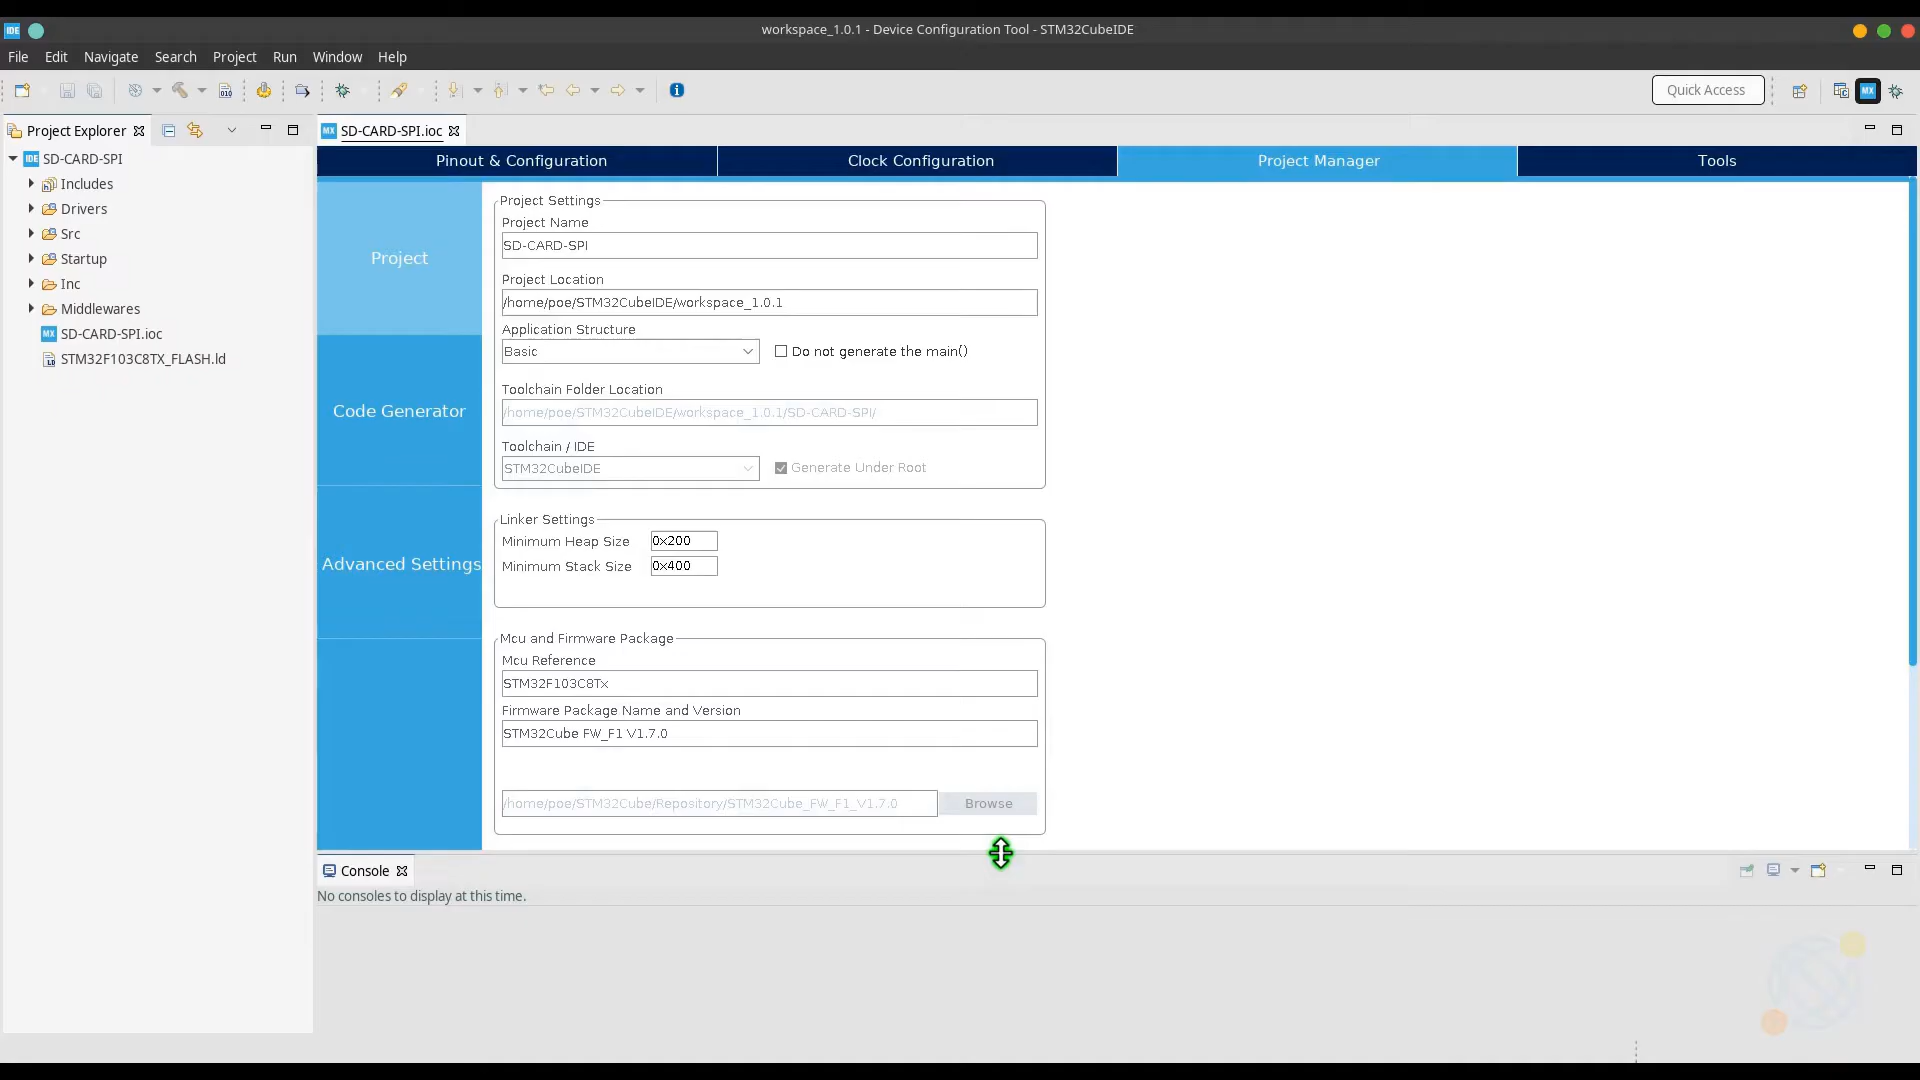 IDE
workspace_1.0.1 - Device Configuration Tool - STM32CubeIDE
File Edit Navigate Search Project Run Window Help
010
Quick Access
MX
Project Explorer
MX SD-CARD-SPI.ioc
IDE SD-CARD-SPI
Includes
Drivers
Src
Startup
Inc
Middlewares
MX SD-CARD-SPI.ioc
STM32F103C8TX_FLASH.ld
Pinout & Configuration
Clock Configuration
Project Manager
Tools
Project
Code Generator
Advanced Settings
Project Settings
Project Name
SD-CARD-SPI
Project Location
/home/poe/STM32CubeIDE/workspace_1.0.1
Application Structure
Basic
Do not generate the main()
Toolchain Folder Location
/home/poe/STM32CubeIDE/workspace_1.0.1/SD-CARD-SPI/
Toolchain / IDE
STM32CubeIDE
Generate Under Root
Linker Settings
Minimum Heap Size 0x200
Minimum Stack Size 0x400
Mcu and Firmware Package
Mcu Reference
STM32F103C8Tx
Firmware Package Name and Version
STM32Cube FW_F1 V1.7.0
/home/poe/STM32Cube/Repository/STM32Cube_FW_F1_V1.7.0
Browse
Console
No consoles to display at this time.